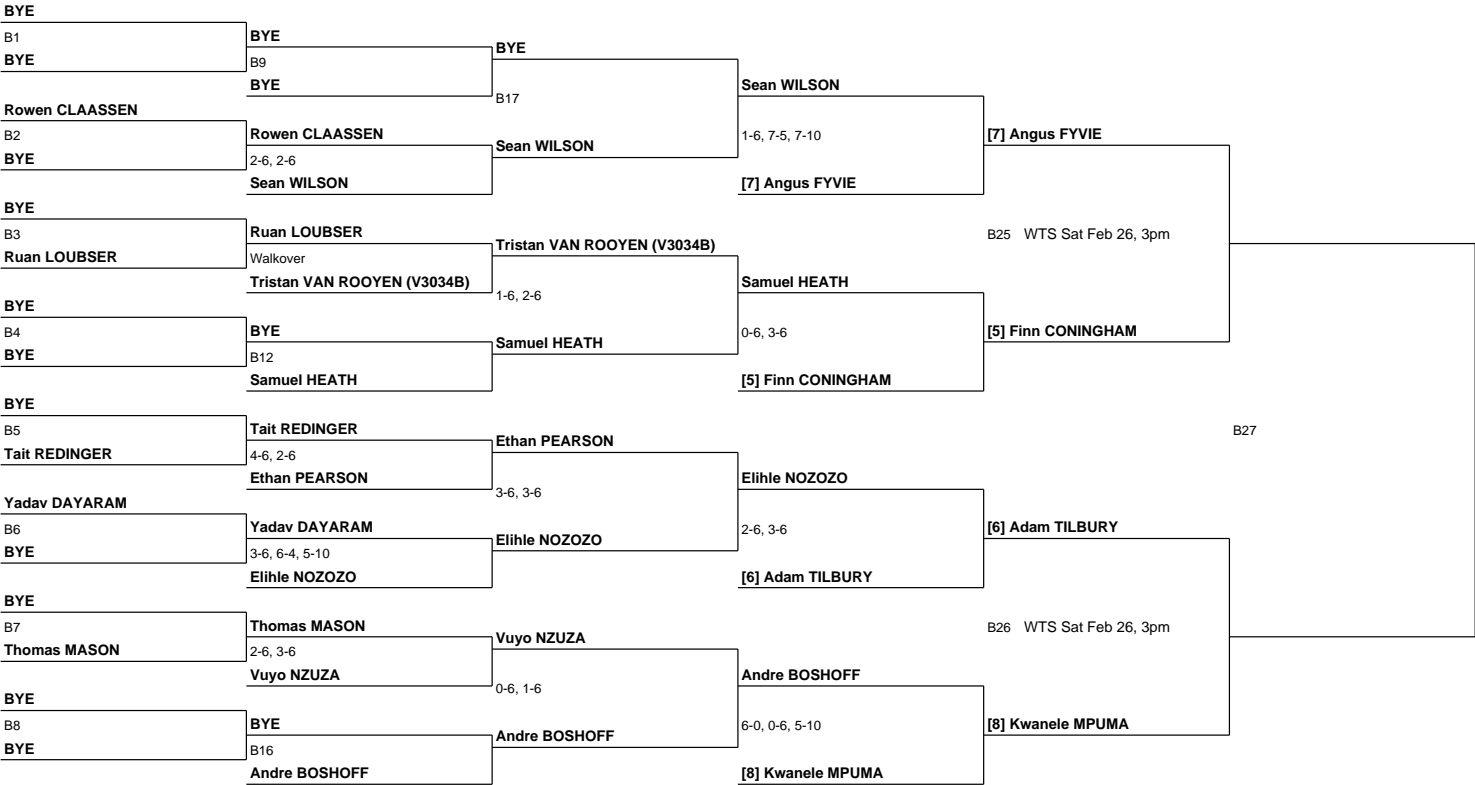 BYE
B1
BYE
Rowen CLAASSEN
B2
BYE
BYE
B3
Ruan LOUBSER
BYE
B4
BYE
BYE
B5
Tait REDINGER
Yadav DAYARAM
B6
BYE
BYE
B7
Thomas MASON
BYE
B8
BYE
BYE
B9
BYE
Rowen CLAASSEN
2-6, 2-6
Sean WILSON
Ruan LOUBSER
Walkover
Tristan VAN ROOYEN (V3034B)
BYE
B12
Samuel HEATH
Tait REDINGER
4-6, 2-6
Ethan PEARSON
Yadav DAYARAM
3-6, 6-4, 5-10
Elihle NOZOZO
Thomas MASON
2-6, 3-6
Vuyo NZUZA
BYE
B16
Andre BOSHOFF
BYE
B17
Sean WILSON
Tristan VAN ROOYEN (V3034B)
1-6, 2-6
Samuel HEATH
Ethan PEARSON
3-6, 3-6
Elihle NOZOZO
Vuyo NZUZA
0-6, 1-6
Andre BOSHOFF
Sean WILSON
1-6, 7-5, 7-10
[7] Angus FYVIE
Samuel HEATH
0-6, 3-6
[5] Finn CONINGHAM
Elihle NOZOZO
2-6, 3-6
[6] Adam TILBURY
Andre BOSHOFF
6-0, 0-6, 5-10
[8] Kwanele MPUMA
[7] Angus FYVIE
B25 WTS Sat Feb 26, 3pm
[5] Finn CONINGHAM
[6] Adam TILBURY
B26 WTS Sat Feb 26, 3pm
[8] Kwanele MPUMA
B27